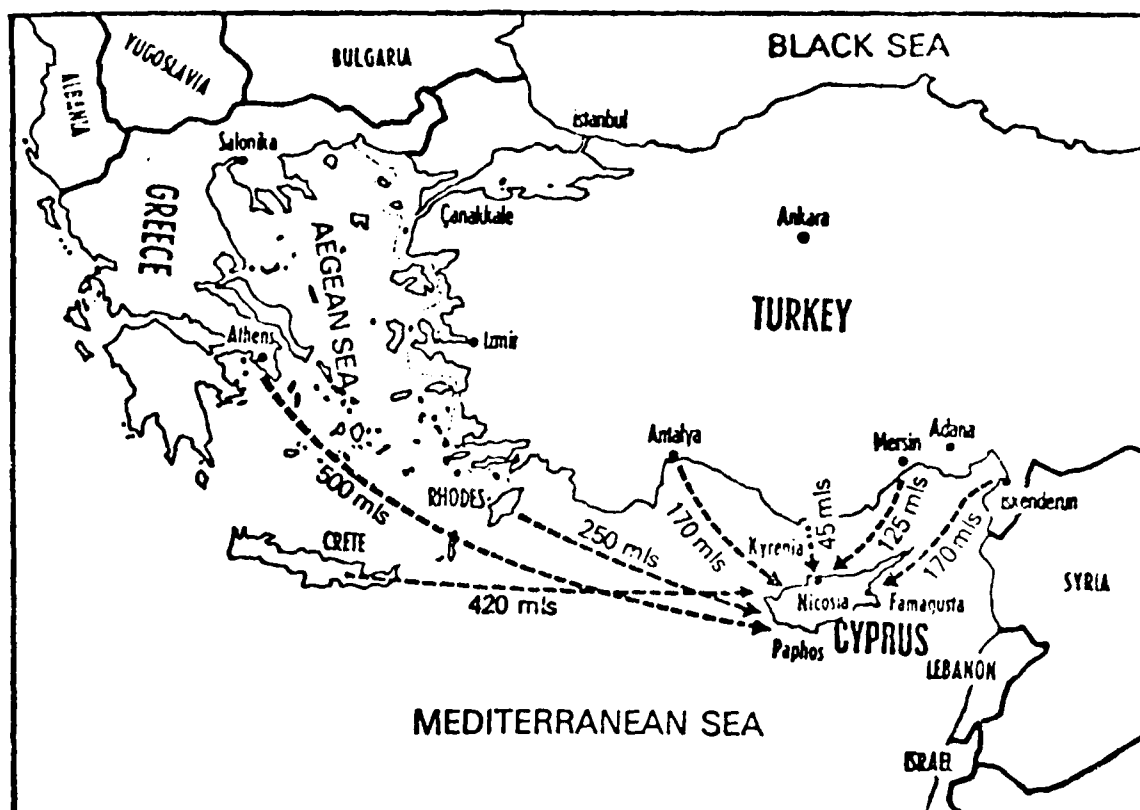 BLACK SEA
YUGOSLAVIA
BULGARIA
ALBANIA
istanbul
Salonika
GREECE
AEGEAN SEA
Çanakkale
Ankara
TURKEY
Athens
Izmir
Antalya
Mersin
Adana
iskenderun
RHODES
500 mls
250 mls
170 mls
45 mls
125 mls
170 mls
Kyrenia
CRETE
420 mls
Nicosia
Famagusta
SYRIA
Paphos
CYPRUS
LEBANON
MEDITERRANEAN SEA
ISRAEL